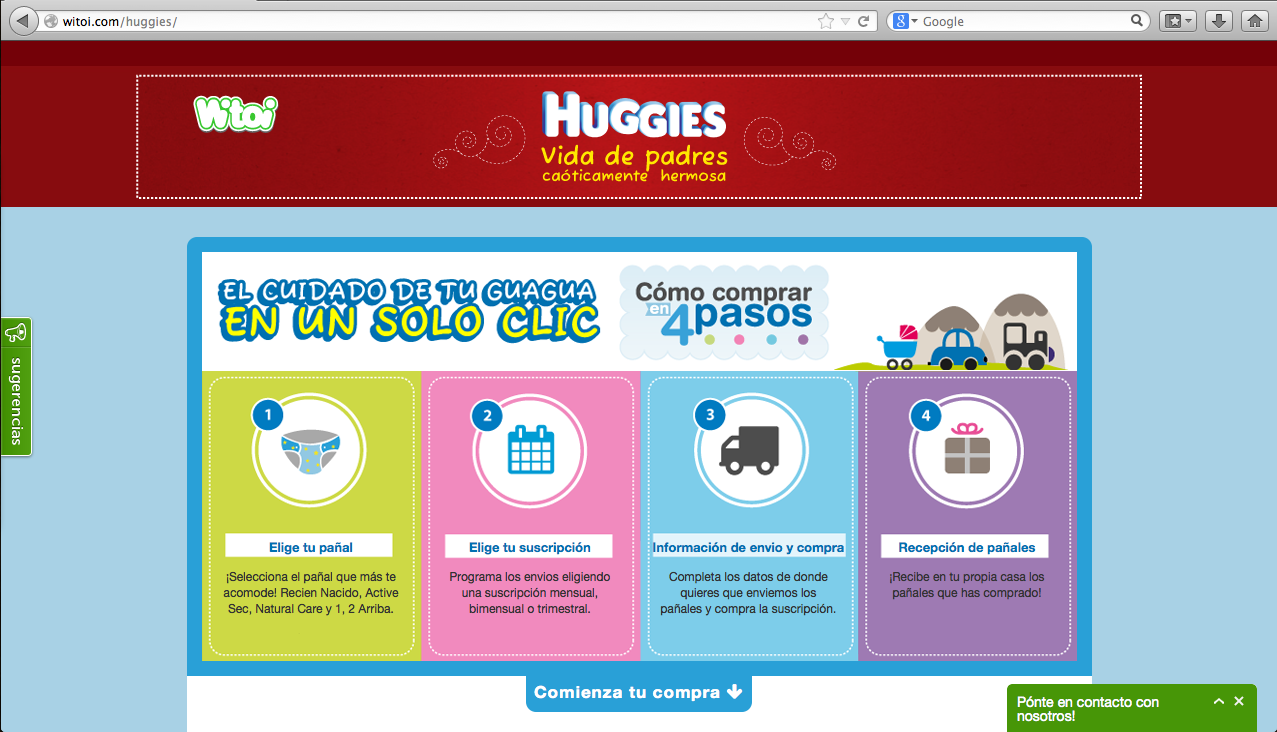 witoi.com/huggies/
Google
Witoi
HUGGIES
Vida de padres
caóticamente hermosa
EL CUIDADO DE TU GUAGUA
EN UN SOLO CLIC
Cómo comprar
en 4 pasos
sugerencias
1
Elige tu pañal
¡Selecciona el pañal que más te
acomode! Recien Nacido, Active
Sec, Natural Care y 1, 2 Arriba.
2
Elige tu suscripción
Programa los envios eligiendo
una suscripción mensual,
bimensual o trimestral.
3
Información de envio y compra
Completa los datos de donde
quieres que enviemos los
pañales y compra la suscripción.
4
Recepción de pañales
¡Recibe en tu propia casa los
pañales que has comprado!
Comienza tu compra
Pónte en contacto con
nosotros!